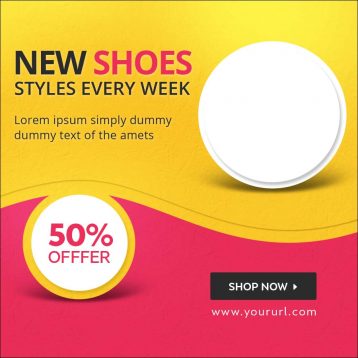 NEW SHOES
STYLES EVERY WEEK
Lorem ipsum simply dummy
dummy text of the amets
50%
OFFFER
SHOP NOW
www.yoururl.com